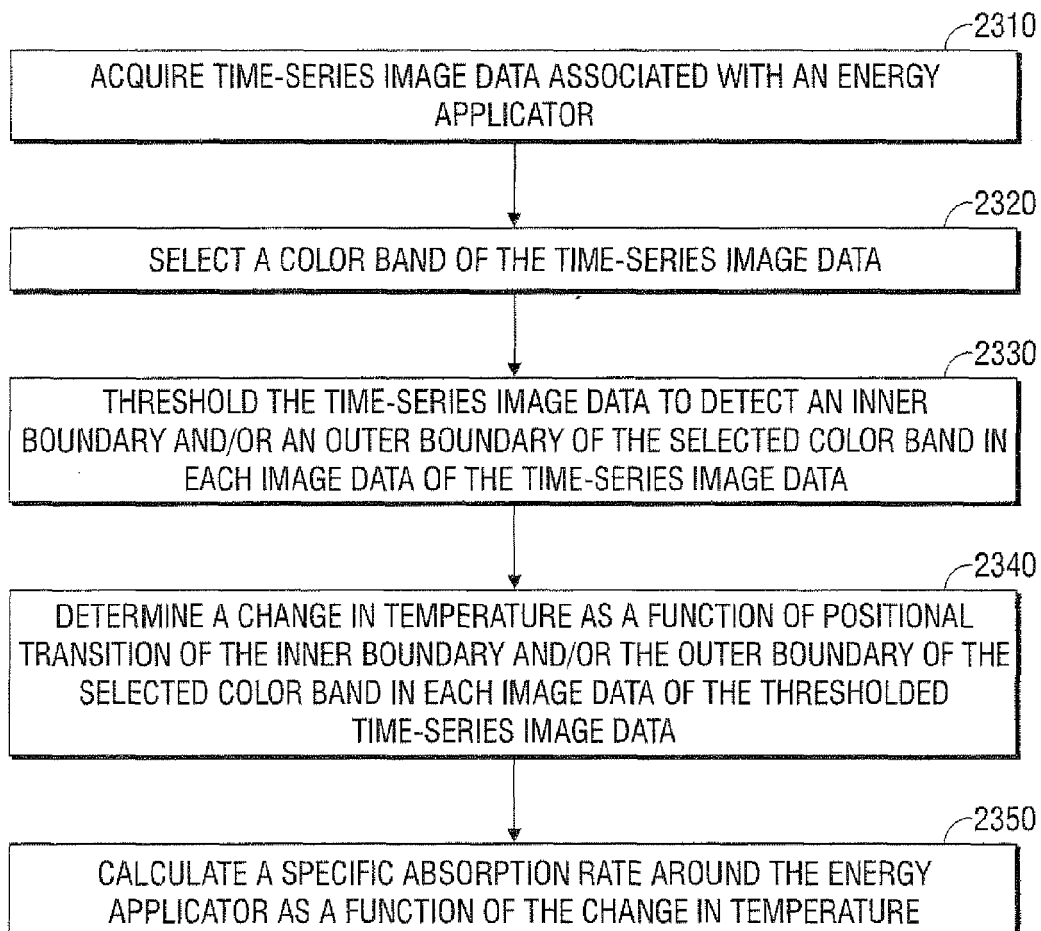 2310
ACQUIRE TIME-SERIES IMAGE DATA ASSOCIATED WITH AN ENERGY
APPLICATOR
2320
SELECT A COLOR BAND OF THE TIME-SERIES IMAGE DATA
2330
THRESHOLD THE TIME-SERIES IMAGE DATA TO DETECT AN INNER
BOUNDARY AND/OR AN OUTER BOUNDARY OF THE SELECTED COLOR BAND IN
EACH IMAGE DATA OF THE TIME-SERIES IMAGE DATA
2340
DETERMINE A CHANGE IN TEMPERATURE AS A FUNCTION OF POSITIONAL
TRANSITION OF THE INNER BOUNDARY AND/OR THE OUTER BOUNDARY OF THE
SELECTED COLOR BAND IN EACH IMAGE DATA OF THE THRESHOLDED
TIME-SERIES IMAGE DATA
2350
CALCULATE A SPECIFIC ABSORPTION RATE AROUND THE ENERGY
APPLICATOR AS A FUNCTION OF THE CHANGE IN TEMPERATURE